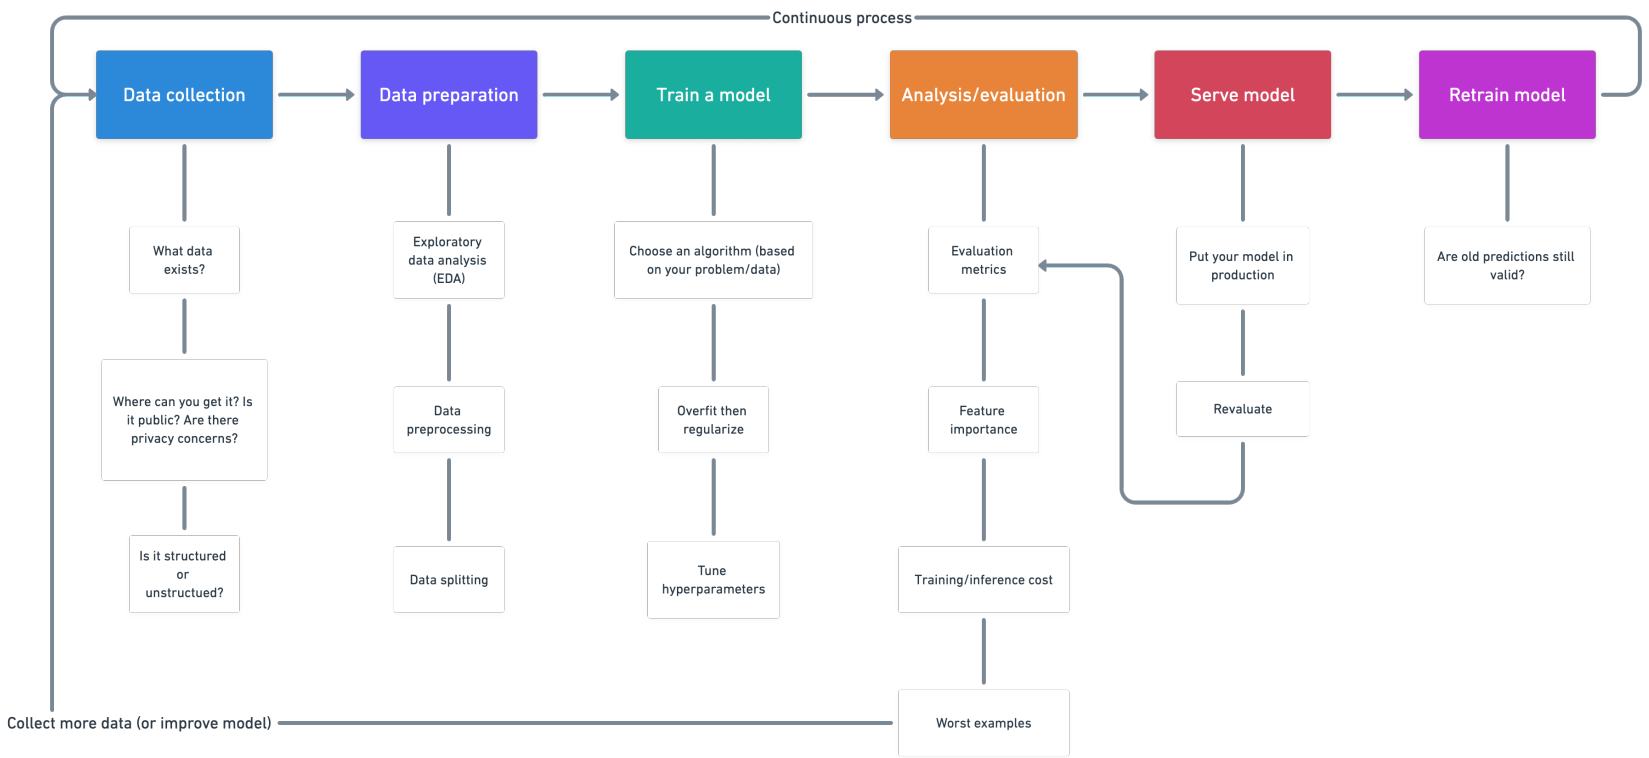 Continuous process
Data collection
Data preparation
Train a model
Analysis/evaluation
Serve model
Retrain model
What data
exists?
Where can you get it? Is
it public? Are there
privacy concerns?
Is it structured
or
unstructued?
Exploratory
data analysis
(EDA)
Data
preprocessing
Data splitting
Choose an algorithm (based
on your problem/data)
Overfit then
regularize
Tune
hyperparameters
Evaluation
metrics
Feature
importance
Training/inference cost
Worst examples
Put your model in
production
Revaluate
Are old predictions still
valid?
Collect more data (or improve model)